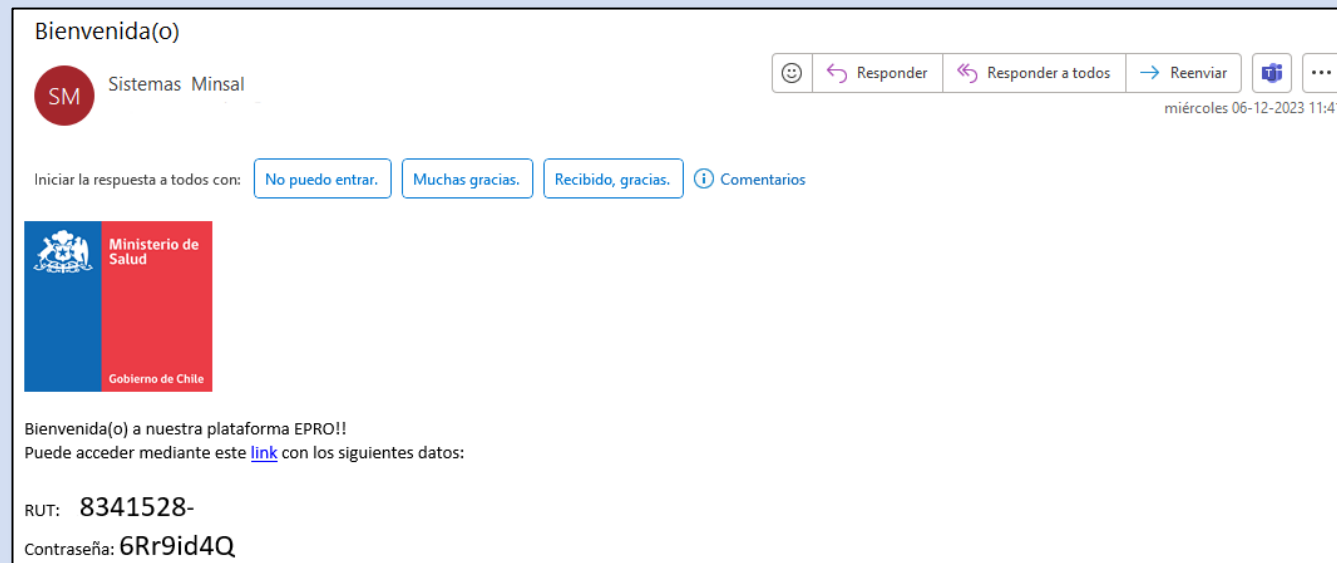 Bienvenida(o)
SM
Sistemas Minsal
Responder
Responder a todos
Reenviar
miércoles 06-12-2023 11:41
Iniciar la respuesta a todos con:
No puedo entrar.
Muchas gracias.
Recibido, gracias.
Comentarios
Ministerio de
Salud
Gobierno de Chile
Bienvenida(o) a nuestra plataforma EPRO!!
Puede acceder mediante este link con los siguientes datos:
RUT: 8341528-
Contraseña: 6Rr9id4Q